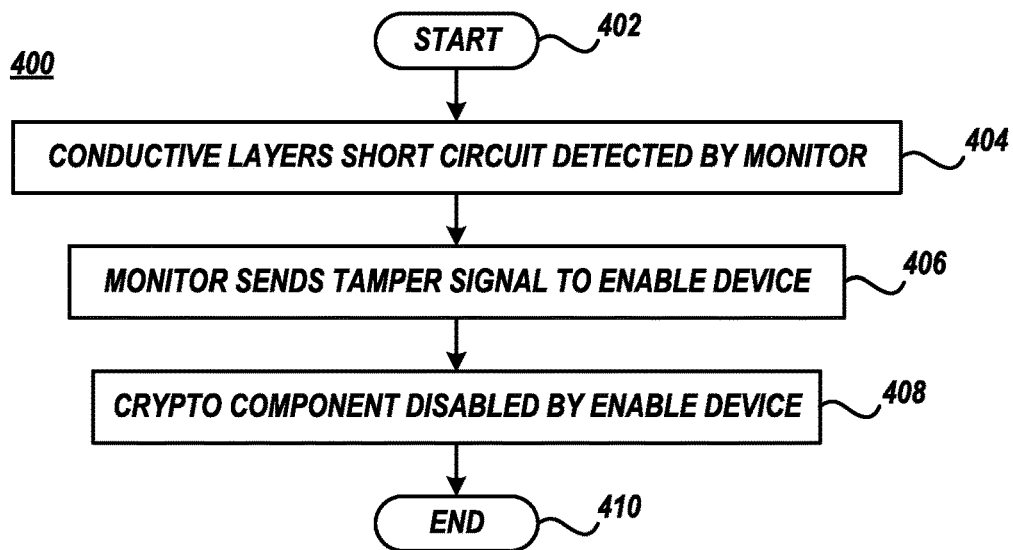 400
START
402
CONDUCTIVE LAYERS SHORT CIRCUIT DETECTED BY MONITOR
404
MONITOR SENDS TAMPER SIGNAL TO ENABLE DEVICE
406
CRYPTO COMPONENT DISABLED BY ENABLE DEVICE
408
END
410